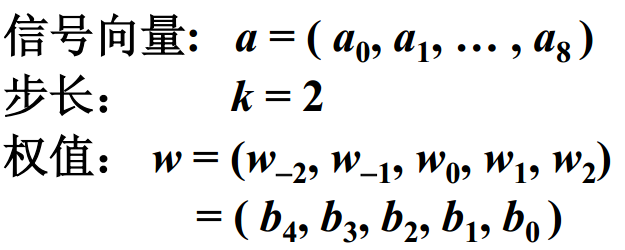 信号向量: a = ( a₀, a₁, … , a₈ )
步长： k = 2
权值： w = (w₋₂, w₋₁, w₀, w₁, w₂)
= ( b₄, b₃, b₂, b₁, b₀ )